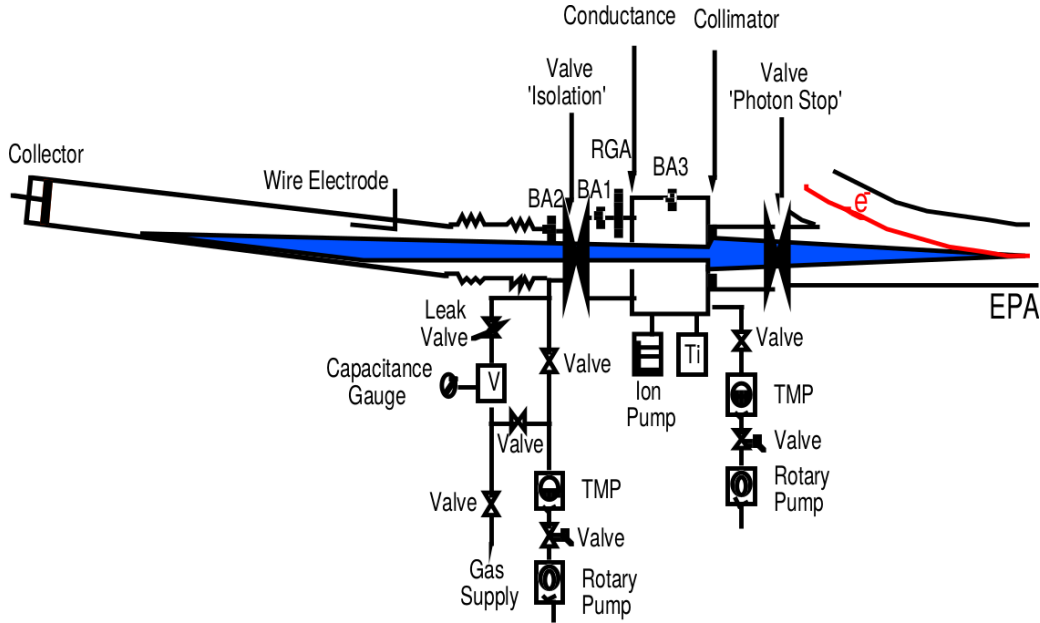 Conductance
Collimator
Valve
'Isolation'
Valve
'Photon Stop'
RGA
BA3
Collector
Wire Electrode
BA2
BA1
e-
EPA
Leak
Valve
Valve
Capacitance
Gauge
V
Ti
Ion
Pump
Valve
TMP
Valve
Valve
Rotary
Pump
Valve
TMP
Valve
Gas
Supply
Rotary
Pump